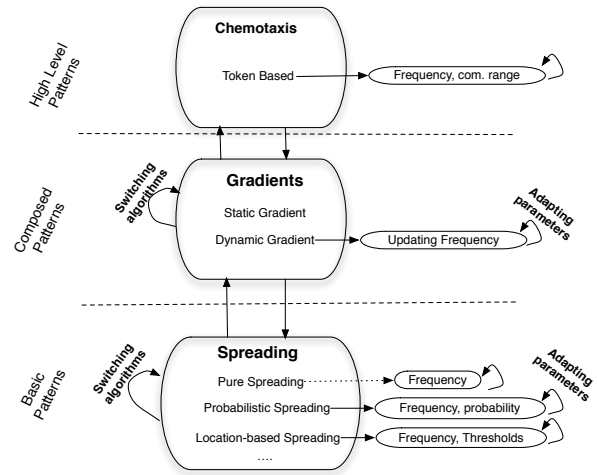 High Level
Patterns
Chemotaxis
Token Based
Frequency, com. range
Composed
Patterns
Switching
algorithms
Gradients
Static Gradient
Dynamic Gradient
Updating Frequency
Adapting
parameters
Basic
Patterns
Switching
algorithms
Spreading
Pure Spreading
Frequency
Probabilistic Spreading
Frequency, probability
Location-based Spreading
Frequency, Thresholds
....
Adapting
parameters